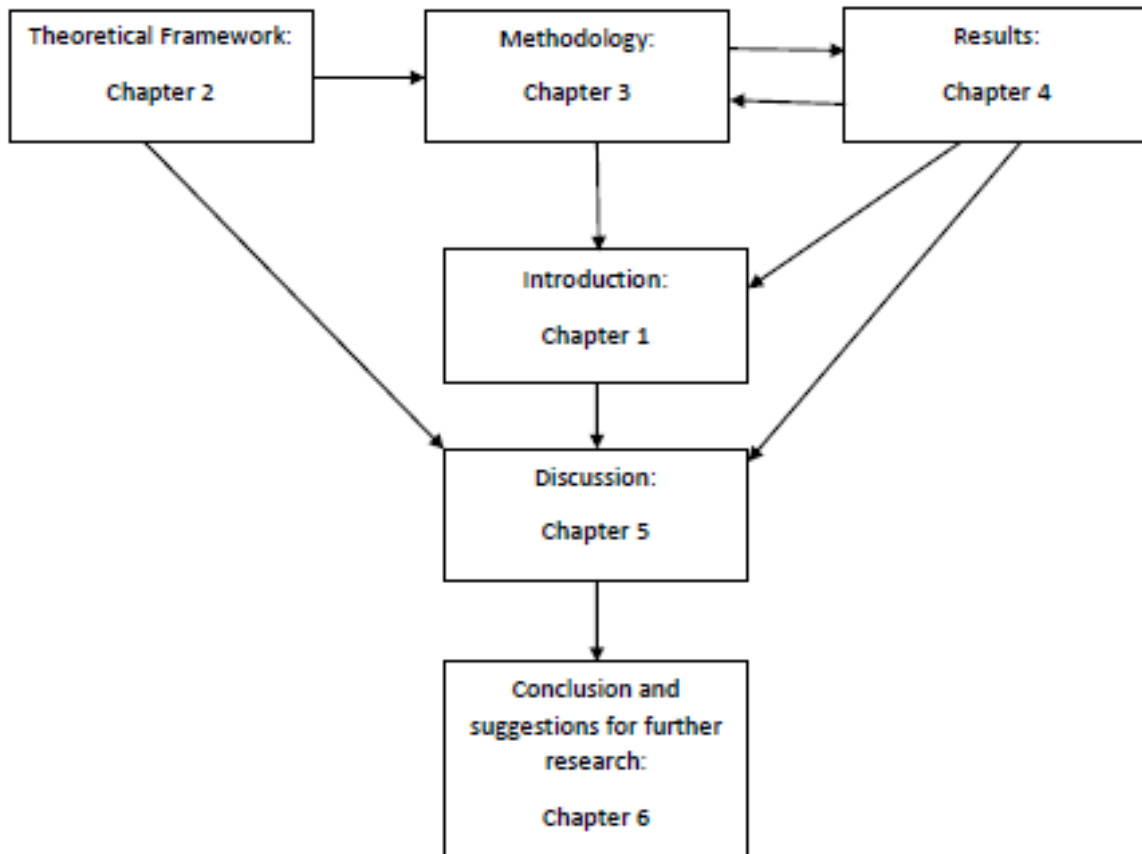 Theoretical Framework:
Chapter 2
Methodology:
Chapter 3
Results:
Chapter 4
Introduction:
Chapter 1
Discussion:
Chapter 5
Conclusion and
suggestions for further
research:
Chapter 6